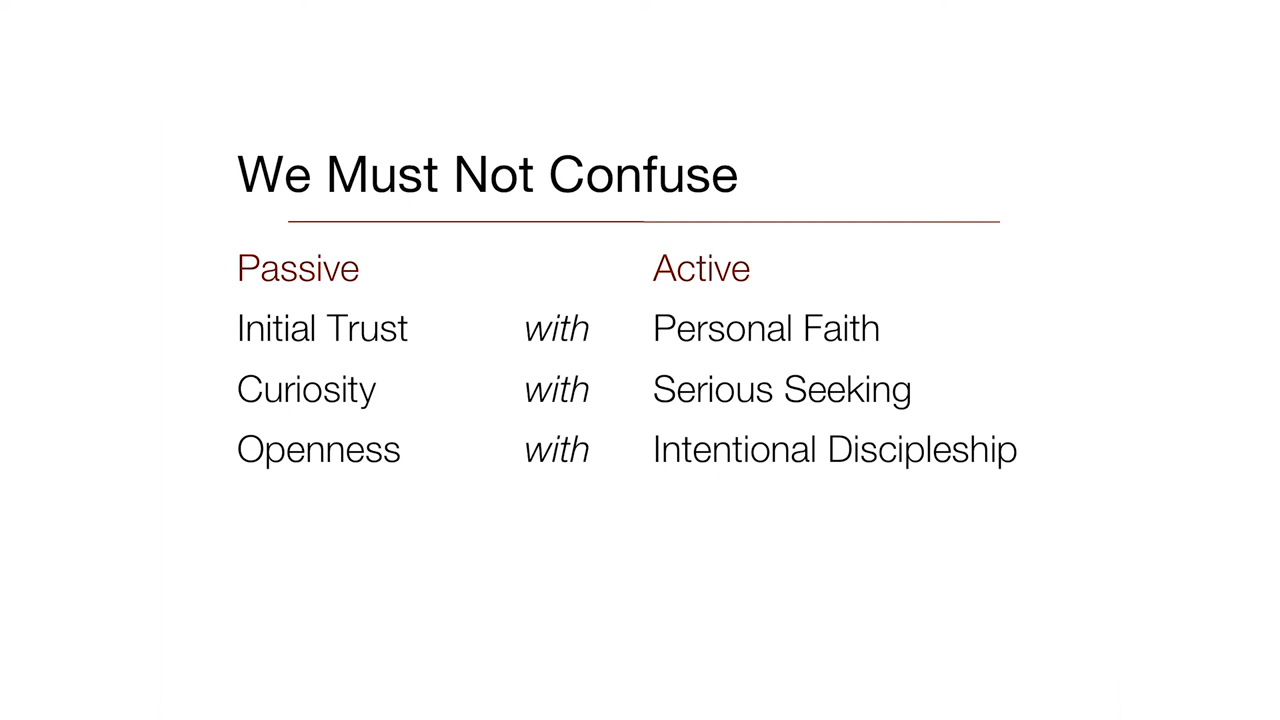 We Must Not Confuse
Passive Active
Initial Trust with Personal Faith
Curiosity with Serious Seeking
Openness with Intentional Discipleship